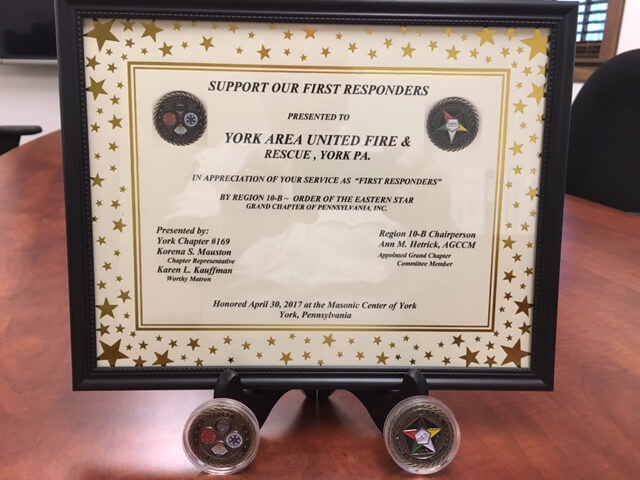 SUPPORT OUR FIRST RESPONDERS
PRESENTED TO
YORK AREA UNITED FIRE &
RESCUE , YORK PA.
IN APPRECIATION OF YOUR SERVICE AS "FIRST RESPONDERS"
BY REGION 10-B ~ ORDER OF THE EASTERN STAR
GRAND CHAPTER OF PENNSYLVANIA, INC.
Presented by:
York Chapter #169
Korena S. Mauston
Chapter Representative
Karen L. Kauffman
Worthy Matron
Region 10-B Chairperson
Ann M. Hetrick, AGCCM
Appointed Grand Chapter
Committee Member
Honored April 30, 2017 at the Masonic Center of York
York, Pennsylvania